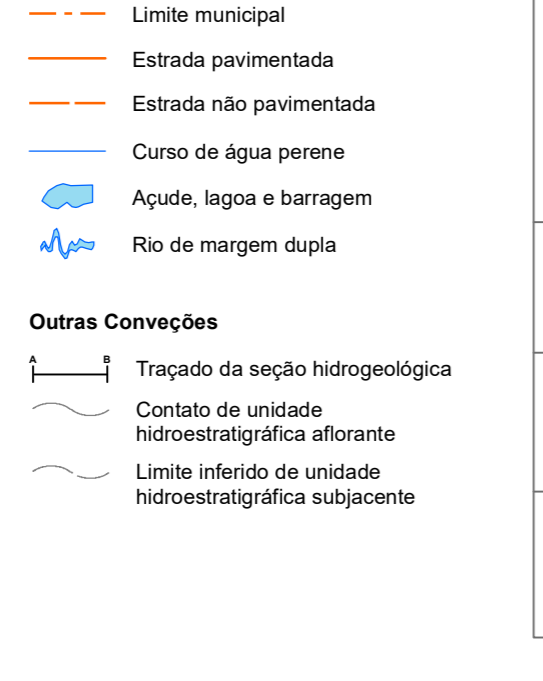 Limite municipal
Estrada pavimentada
Estrada não pavimentada
Curso de água perene
Açude, lagoa e barragem
Rio de margem dupla
Outras Conveções
A B
Traçado da seção hidrogeológica
Contato de unidade
hidroestratigráfica aflorante
Limite inferido de unidade
hidroestratigráfica subjacente